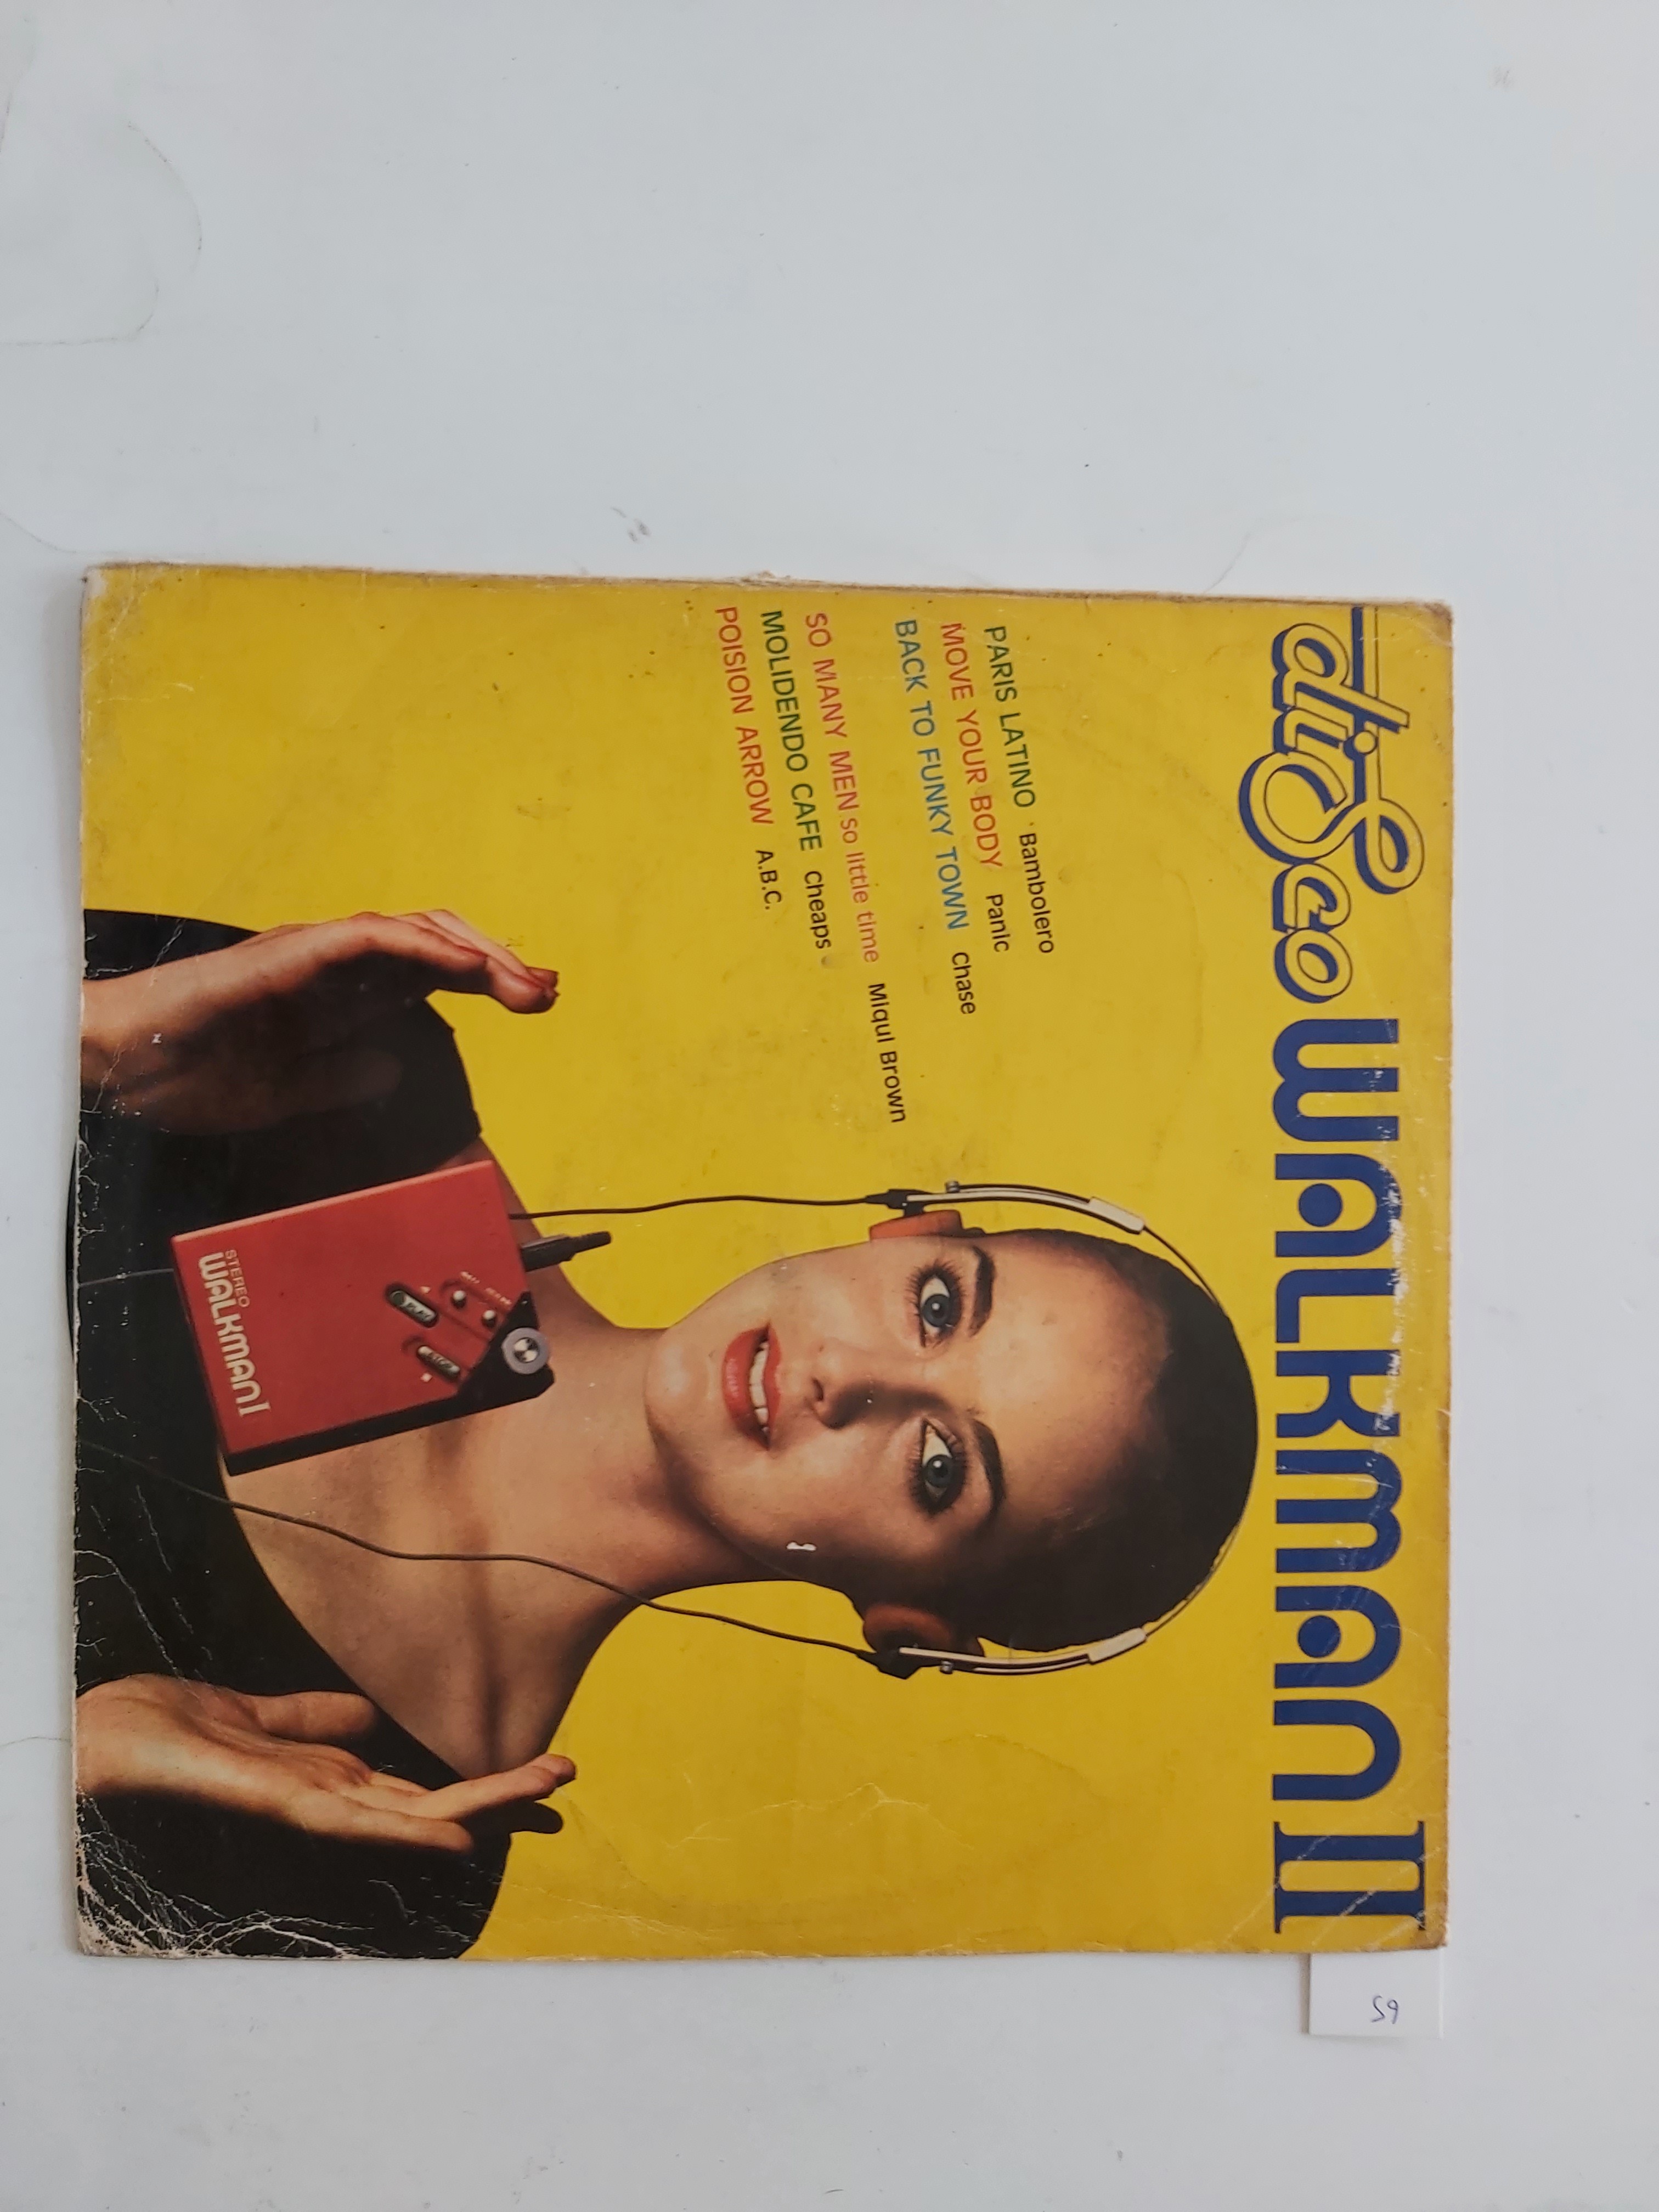 diSco WALKMAN II
PARIS LATINO Bambolero
MOVE YOUR BODY Panic
BACK TO FUNKY TOWN Chase
SO MANY MEN so little time Miqul Brown
MOLIDENDO CAFE Cheaps
POISION ARROW A.B.C.
STEREO
WALKMAN I
65